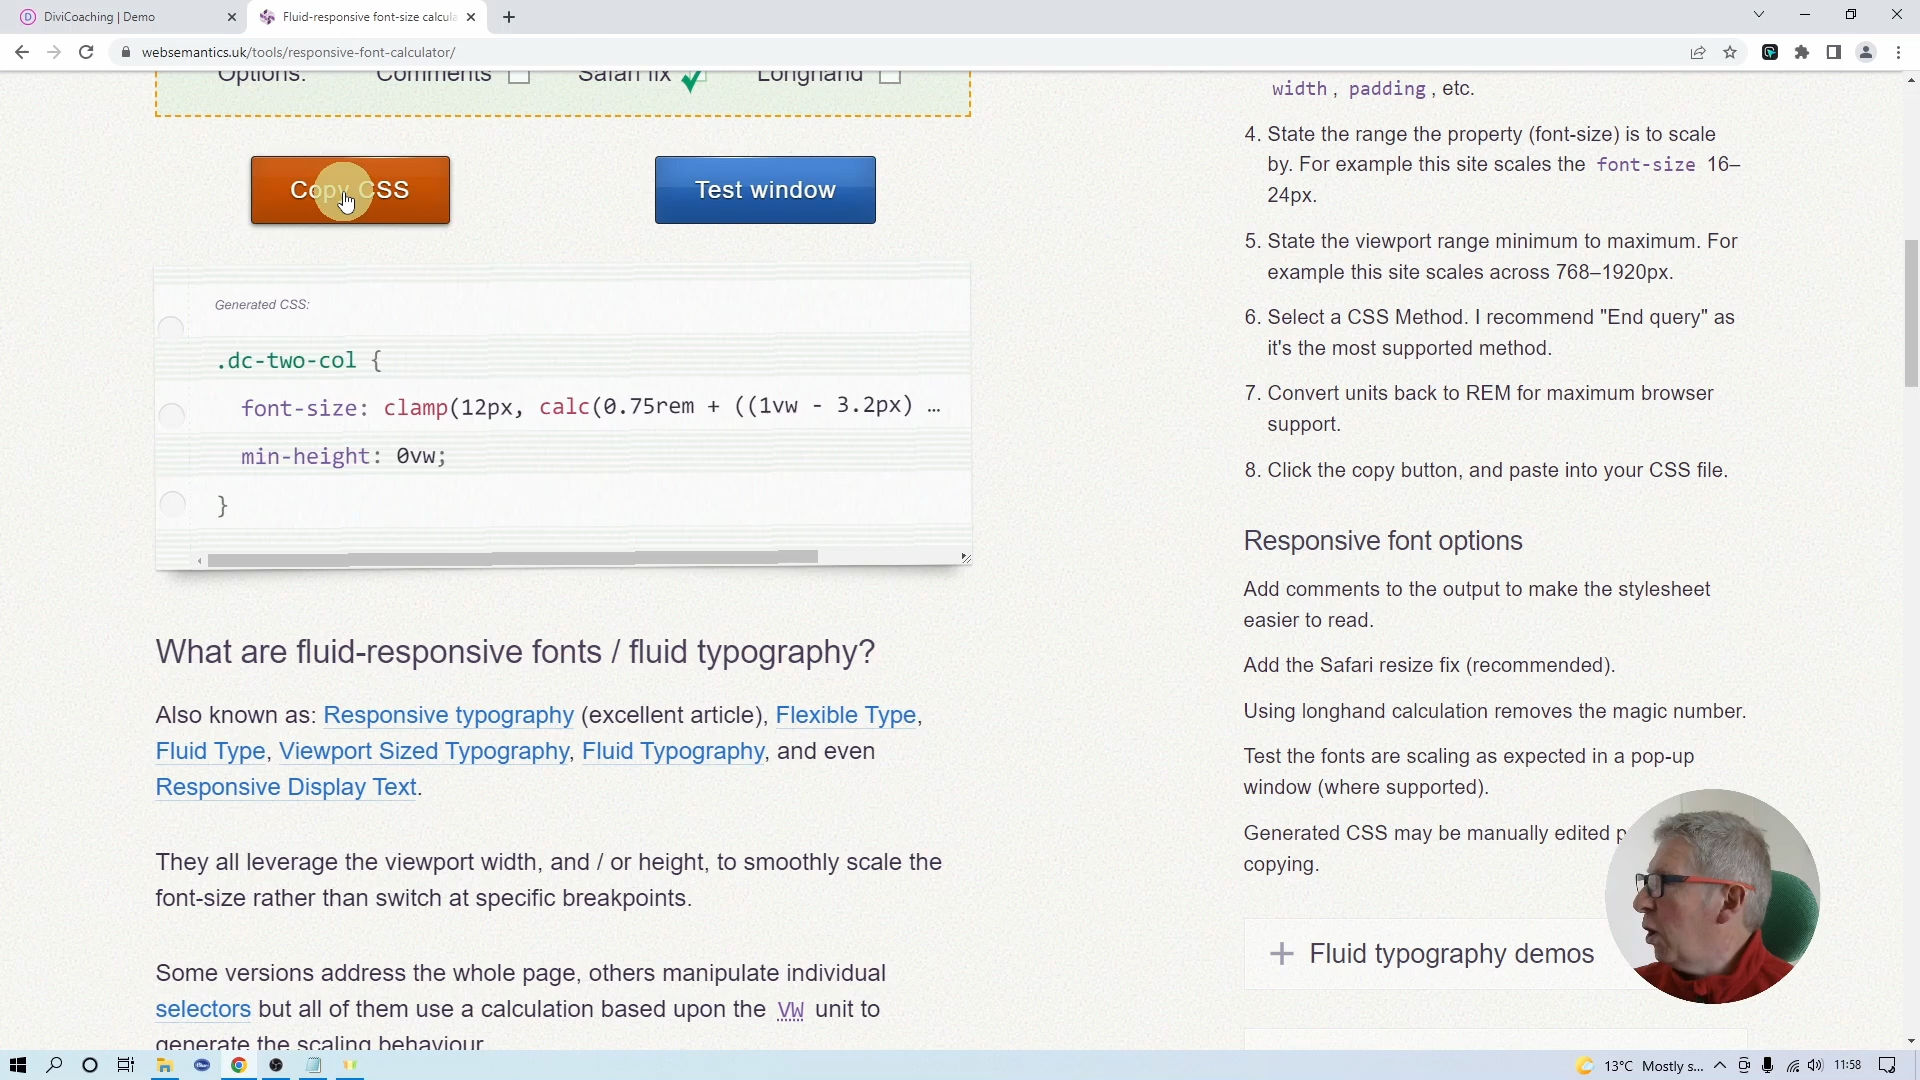 DiviCoaching | Demo
Fluid-responsive font-size calcula
websemantics.uk/tools/responsive-font-calculator/
Options: Comments Safari fix Longhand
Copy CSS
Test window
Generated CSS:
.dc-two-col {
font-size: clamp(12px, calc(0.75rem + ((1vw - 3.2px) …
min-height: 0vw;
}
What are fluid-responsive fonts / fluid typography?
Also known as: Responsive typography (excellent article), Flexible Type,
Fluid Type, Viewport Sized Typography, Fluid Typography, and even
Responsive Display Text.
They all leverage the viewport width, and / or height, to smoothly scale the
font-size rather than switch at specific breakpoints.
Some versions address the whole page, others manipulate individual
selectors but all of them use a calculation based upon the VW unit to
generate the scaling behaviour
width, padding, etc.
4. State the range the property (font-size) is to scale
by. For example this site scales the font-size 16–
24px.
5. State the viewport range minimum to maximum. For
example this site scales across 768–1920px.
6. Select a CSS Method. I recommend "End query" as
it's the most supported method.
7. Convert units back to REM for maximum browser
support.
8. Click the copy button, and paste into your CSS file.
Responsive font options
Add comments to the output to make the stylesheet
easier to read.
Add the Safari resize fix (recommended).
Using longhand calculation removes the magic number.
Test the fonts are scaling as expected in a pop-up
window (where supported).
Generated CSS may be manually edited
copying.
Fluid typography demos
13°C Mostly s...
11:58